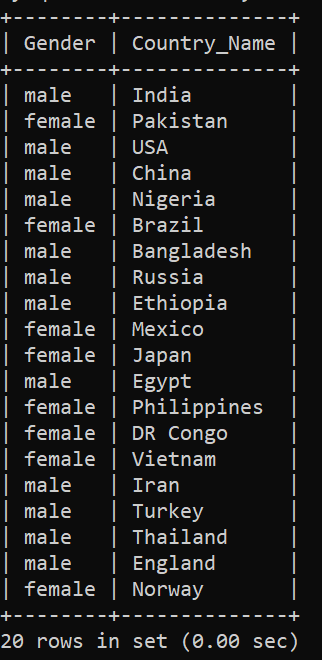 +--------+--------------+
| Gender | Country_Name |
+--------+--------------+
| male   | India        |
| female | Pakistan     |
| male   | USA          |
| male   | China        |
| male   | Nigeria      |
| female | Brazil       |
| male   | Bangladesh   |
| male   | Russia       |
| male   | Ethiopia     |
| female | Mexico       |
| female | Japan        |
| male   | Egypt        |
| female | Philippines  |
| female | DR Congo     |
| female | Vietnam      |
| male   | Iran         |
| male   | Turkey       |
| male   | Thailand     |
| male   | England      |
| female | Norway       |
+--------+--------------+
20 rows in set (0.00 sec)